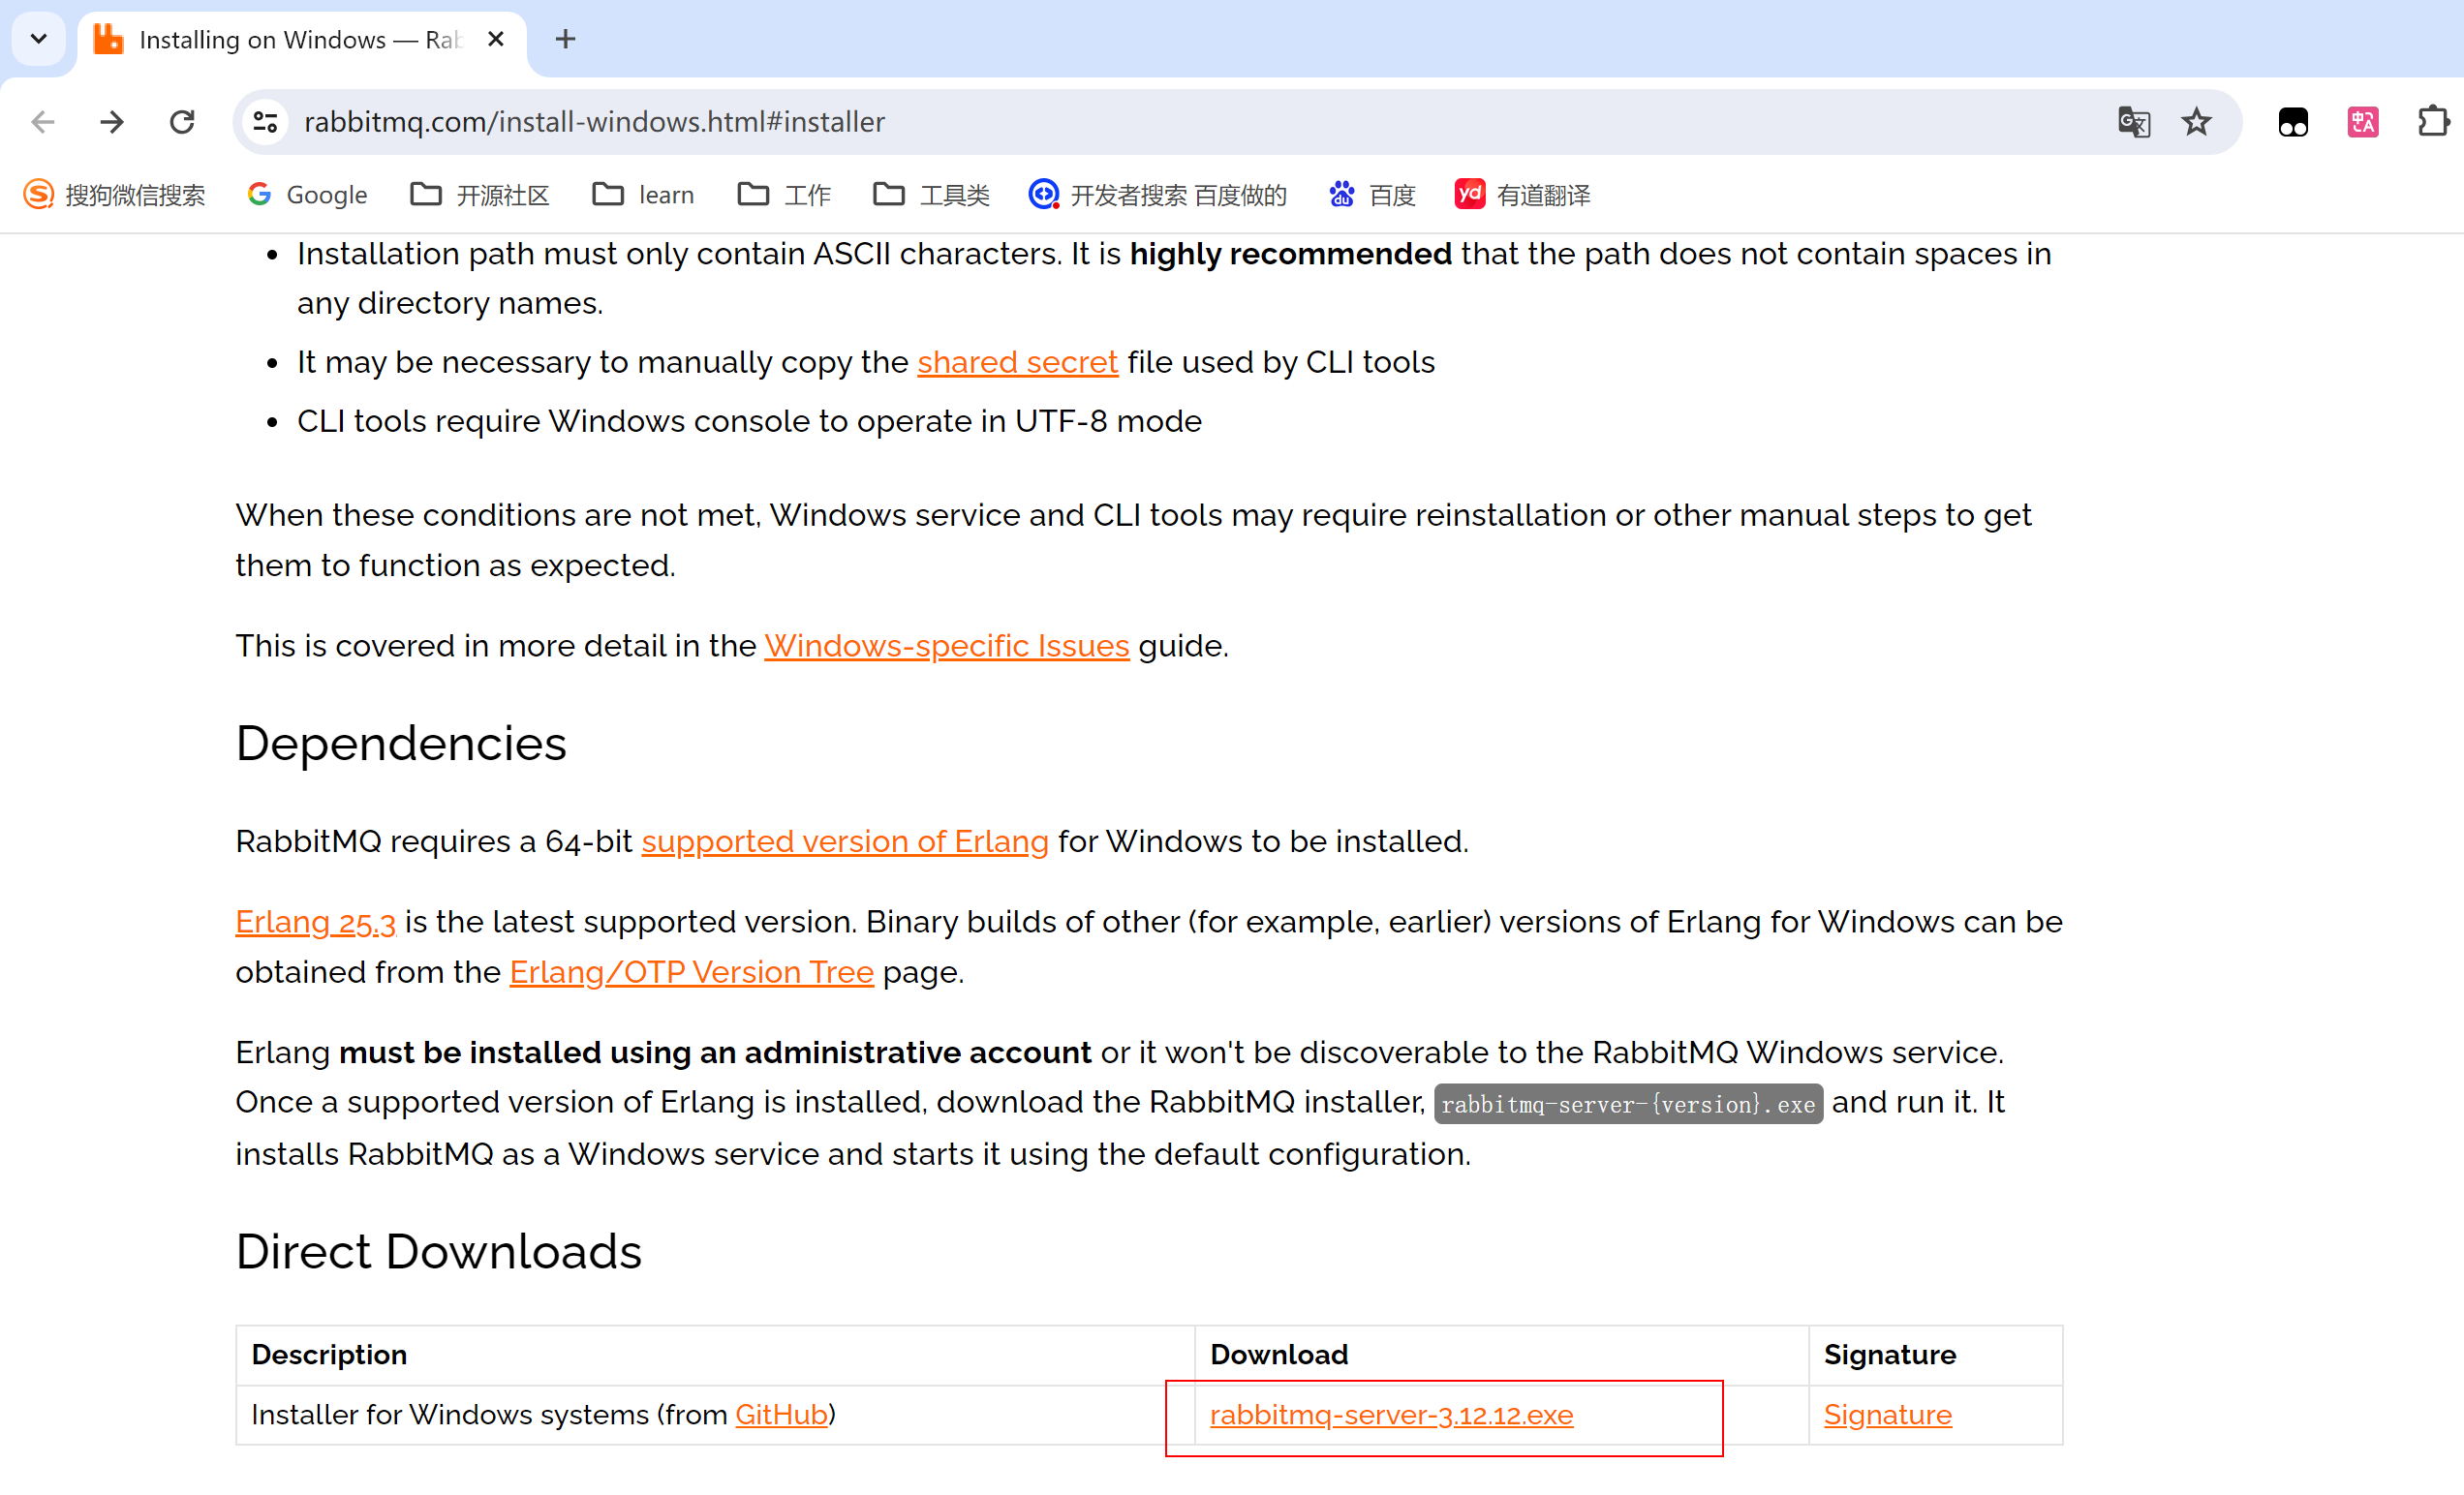 Installing on Windows — Rab
rabbitmq.com/install-windows.html#installer
搜狗微信搜索 Google 开源社区 learn 工作 工具类 开发者搜索 百度做的 百度 有道翻译
Installation path must only contain ASCII characters. It is highly recommended that the path does not contain spaces in
any directory names.
It may be necessary to manually copy the shared secret file used by CLI tools
CLI tools require Windows console to operate in UTF-8 mode
When these conditions are not met, Windows service and CLI tools may require reinstallation or other manual steps to get
them to function as expected.
This is covered in more detail in the Windows-specific Issues guide.
Dependencies
RabbitMQ requires a 64-bit supported version of Erlang for Windows to be installed.
Erlang 25.3 is the latest supported version. Binary builds of other (for example, earlier) versions of Erlang for Windows can be
obtained from the Erlang/OTP Version Tree page.
Erlang must be installed using an administrative account or it won't be discoverable to the RabbitMQ Windows service.
Once a supported version of Erlang is installed, download the RabbitMQ installer, rabbitmq-server-{version}.exe and run it. It
installs RabbitMQ as a Windows service and starts it using the default configuration.
Direct Downloads
Description Download Signature
Installer for Windows systems (from GitHub) rabbitmq-server-3.12.12.exe Signature